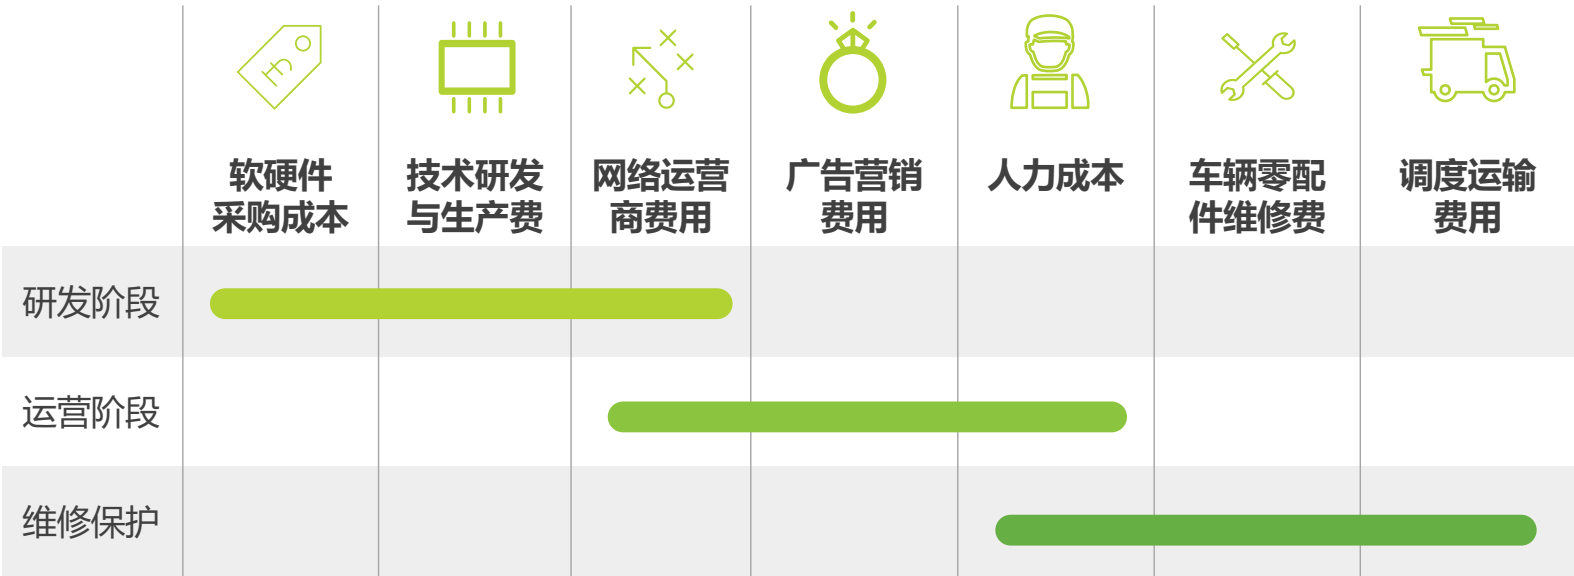 软硬件
采购成本
技术研发
与生产费
网络运营
商费用
广告营销
费用
人力成本
车辆零配
件维修费
调度运输
费用
研发阶段
运营阶段
维修保护